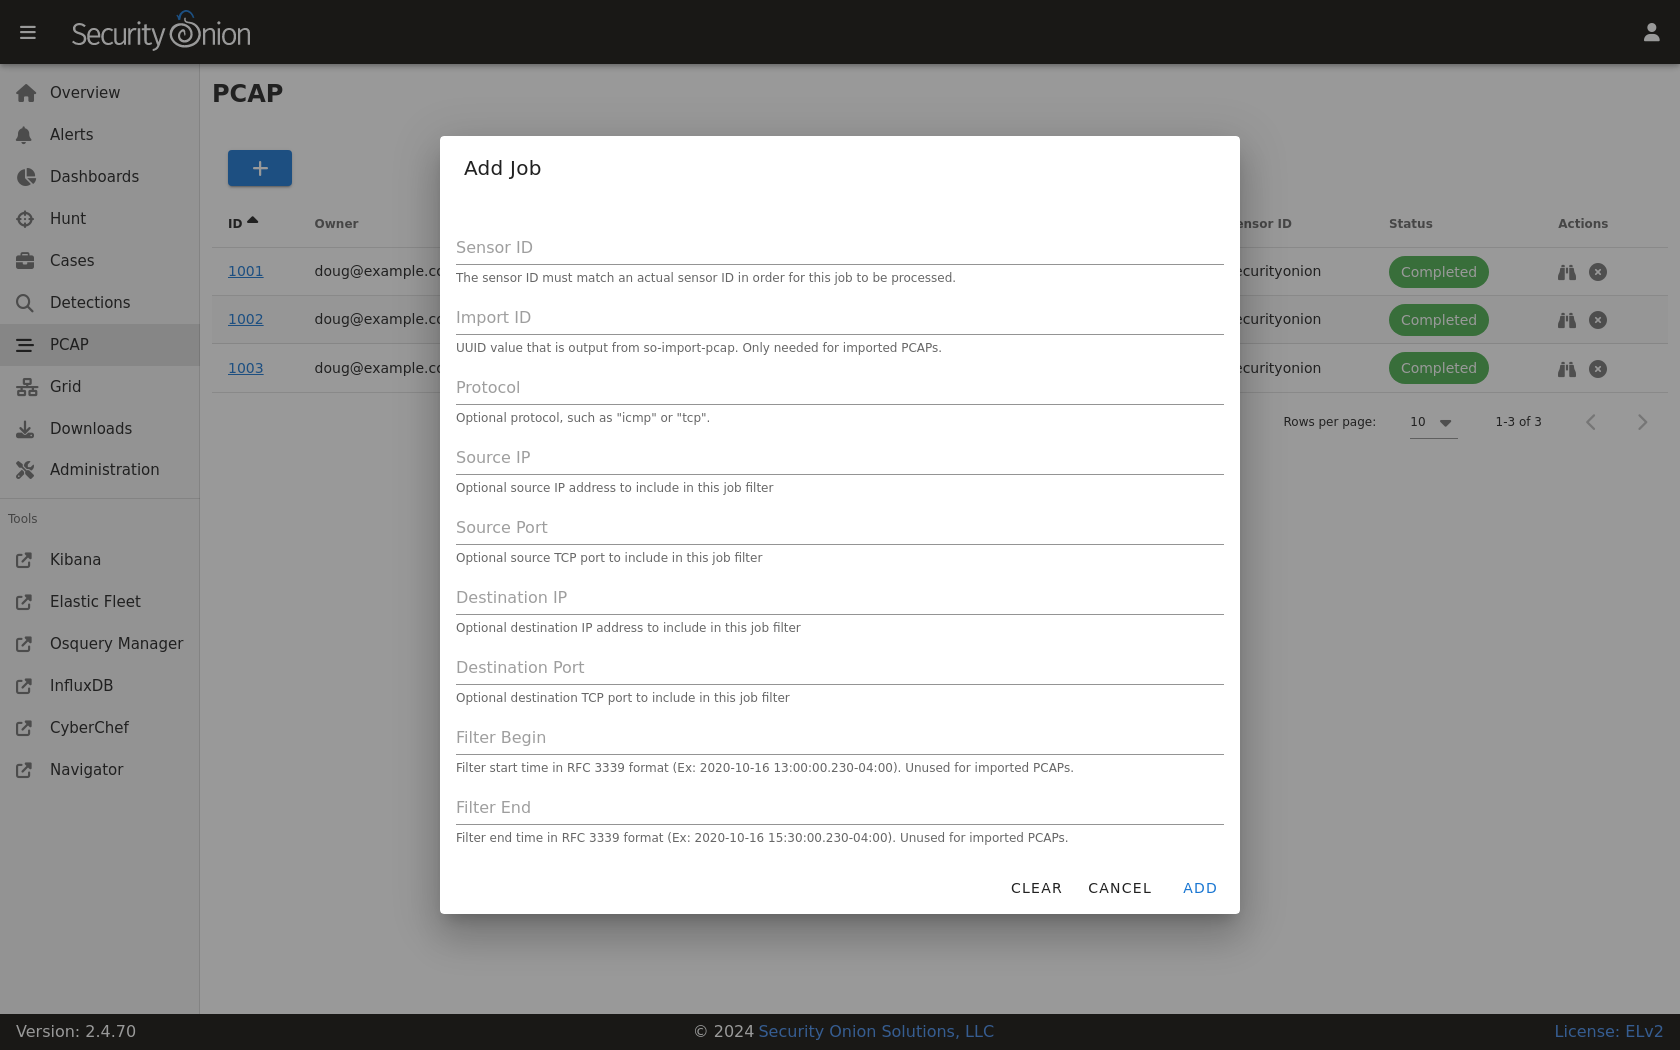 Security Onion
Overview
Alerts
Dashboards
Hunt
Cases
Detections
PCAP
Grid
Downloads
Administration
Tools
Kibana
Elastic Fleet
Osquery Manager
InfluxDB
CyberChef
Navigator
PCAP
ID Owner ensor ID Status Actions
1001 doug@example.co ecurityonion Completed
1002 doug@example.co ecurityonion Completed
1003 doug@example.co ecurityonion Completed
Rows per page: 10 1-3 of 3
Add Job
Sensor ID
The sensor ID must match an actual sensor ID in order for this job to be processed.
Import ID
UUID value that is output from so-import-pcap. Only needed for imported PCAPs.
Protocol
Optional protocol, such as "icmp" or "tcp".
Source IP
Optional source IP address to include in this job filter
Source Port
Optional source TCP port to include in this job filter
Destination IP
Optional destination IP address to include in this job filter
Destination Port
Optional destination TCP port to include in this job filter
Filter Begin
Filter start time in RFC 3339 format (Ex: 2020-10-16 13:00:00.230-04:00). Unused for imported PCAPs.
Filter End
Filter end time in RFC 3339 format (Ex: 2020-10-16 15:30:00.230-04:00). Unused for imported PCAPs.
CLEAR CANCEL ADD
Version: 2.4.70 © 2024 Security Onion Solutions, LLC License: ELv2